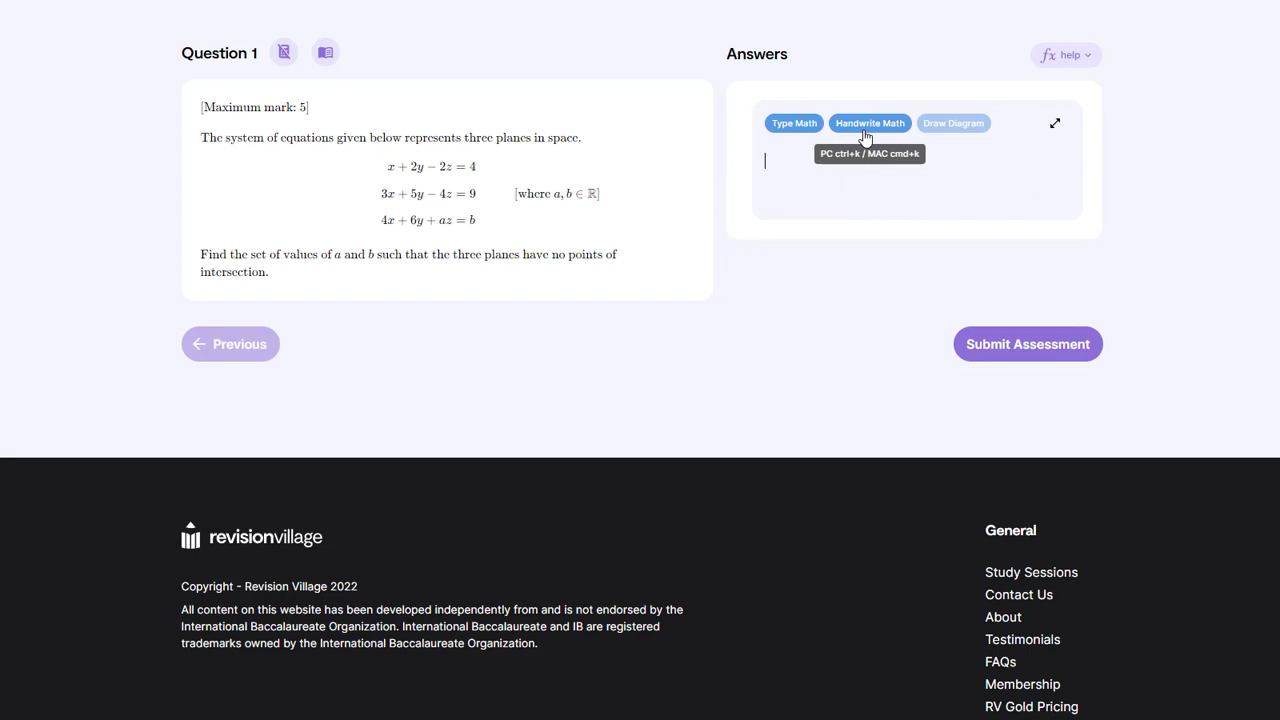 Question 1
[Maximum mark: 5]
The system of equations given below represents three planes in space.
x + 2y − 2z = 4
3x + 5y − 4z = 9 [where a, b ∈ ℝ]
4x + 6y + az = b
Find the set of values of a and b such that the three planes have no points of
intersection.
Answers
fx help
Type Math Handwrite Math Draw Diagram
PC ctrl+k / MAC cmd+k
Previous
Submit Assessment
revisionvillage
Copyright - Revision Village 2022
All content on this website has been developed independently from and is not endorsed by the
International Baccalaureate Organization. International Baccalaureate and IB are registered
trademarks owned by the International Baccalaureate Organization.
General
Study Sessions
Contact Us
About
Testimonials
FAQs
Membership
RV Gold Pricing